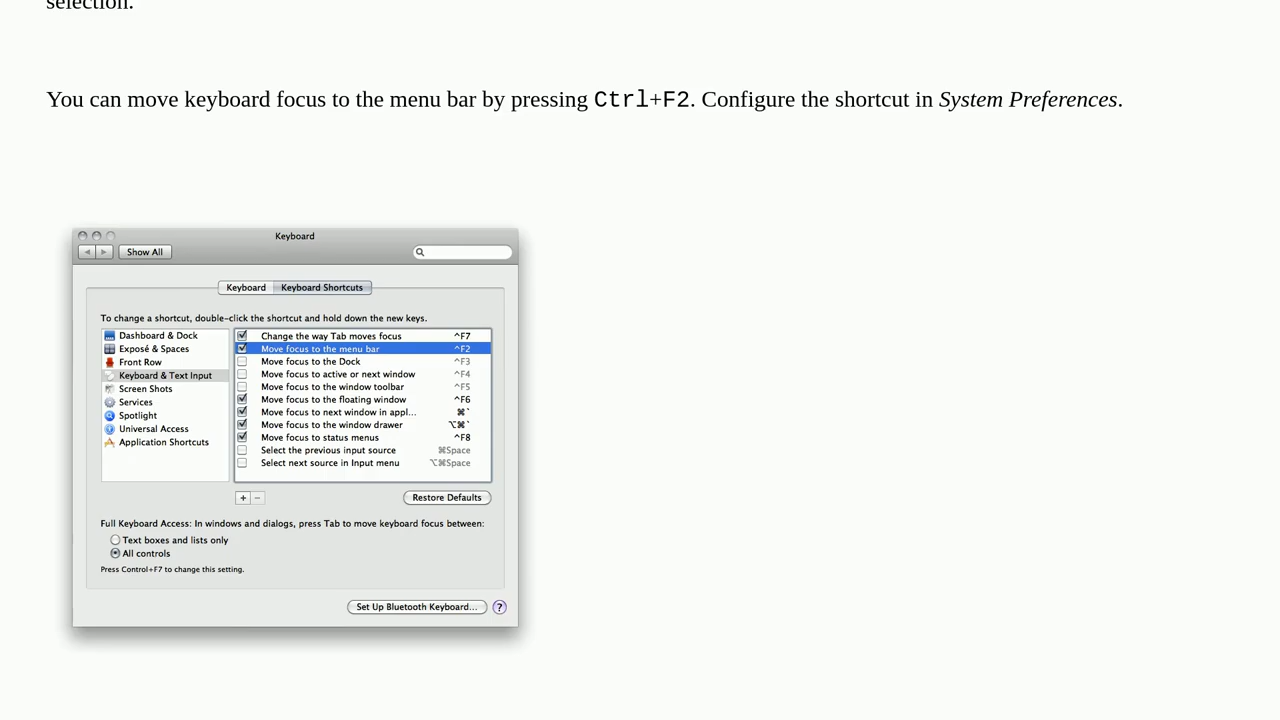 selection.
You can move keyboard focus to the menu bar by pressing Ctrl+F2. Configure the shortcut in System Preferences.
Keyboard
Show All
Keyboard Keyboard Shortcuts
To change a shortcut, double-click the shortcut and hold down the new keys.
Dashboard & Dock
Exposé & Spaces
Front Row
Keyboard & Text Input
Screen Shots
Services
Spotlight
Universal Access
Application Shortcuts
Change the way Tab moves focus ^F7
Move focus to the menu bar ^F2
Move focus to the Dock ^F3
Move focus to active or next window ^F4
Move focus to the window toolbar ^F5
Move focus to the floating window ^F6
Move focus to next window in appl... ⌘`
Move focus to the window drawer ⌥⌘`
Move focus to status menus ^F8
Select the previous input source ⌘Space
Select next source in Input menu ⌥⌘Space
+ −
Restore Defaults
Full Keyboard Access: In windows and dialogs, press Tab to move keyboard focus between:
Text boxes and lists only
All controls
Press Control+F7 to change this setting.
Set Up Bluetooth Keyboard... ?